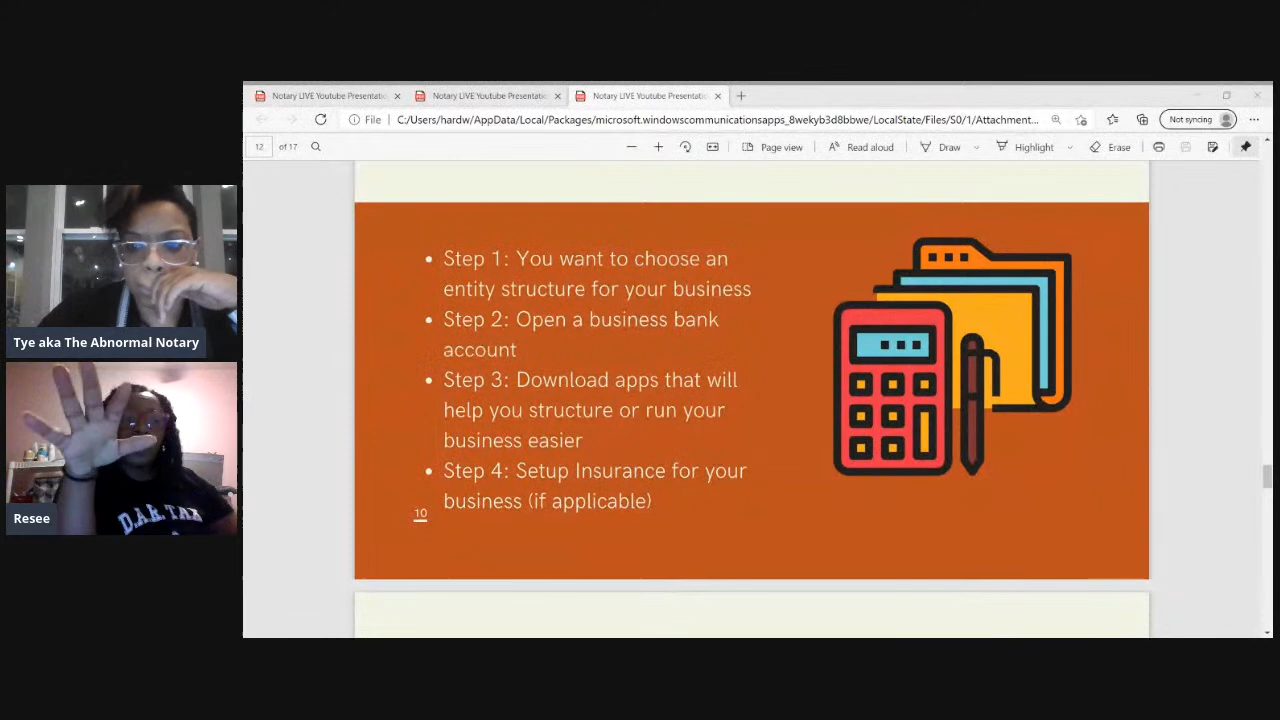 Notary LIVE Youtube Presentatic
Notary LIVE Youtube Presentatic
Notary LIVE Youtube Presentatic
File
C:/Users/hardw/AppData/Local/Packages/microsoft.windowscommunicationsapps_8wekyb3d8bbwe/LocalState/Files/S0/1/Attachment...
Not syncing
12 of 17
Page view
Read aloud
Draw
Highlight
Erase
• Step 1: You want to choose an
entity structure for your business
• Step 2: Open a business bank
account
• Step 3: Download apps that will
help you structure or run your
business easier
• Step 4: Setup Insurance for your
business (if applicable)
10
Tye aka The Abnormal Notary
D.A.R.
Resee